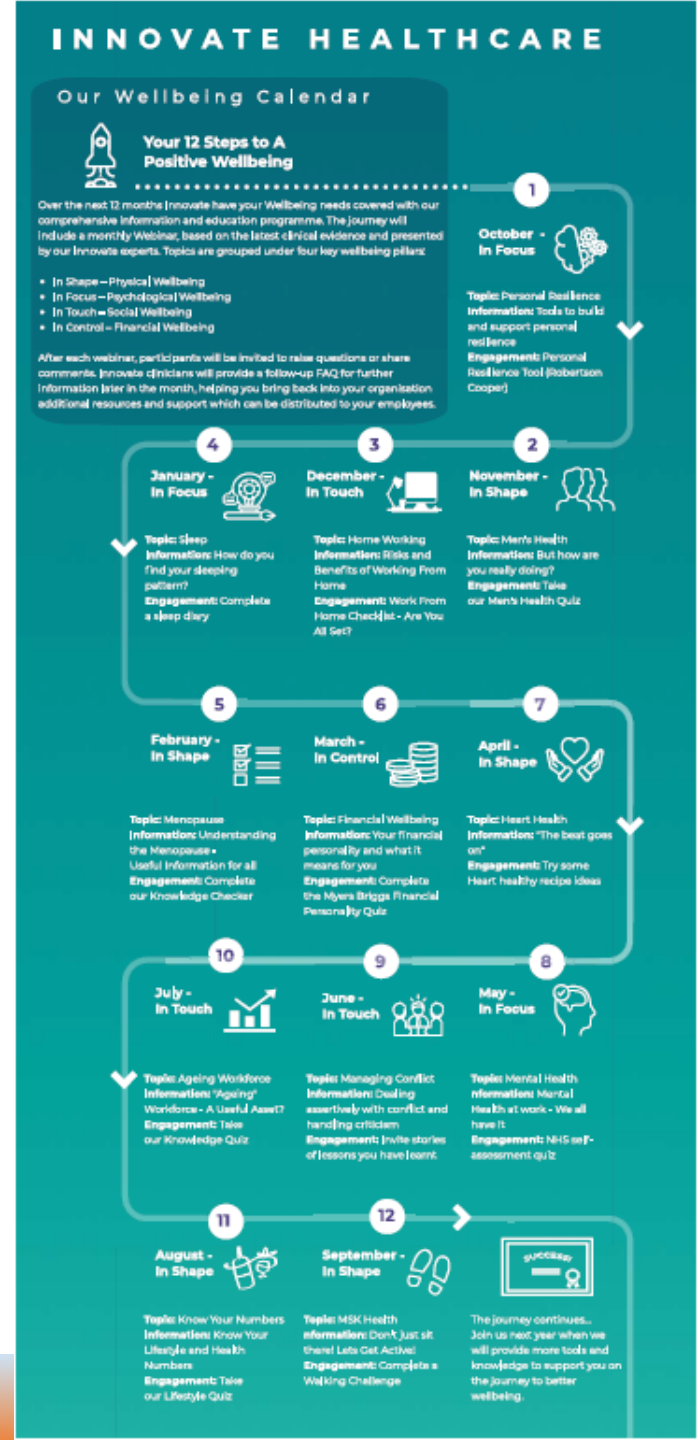 INNOVATE HEALTHCARE
Our Wellbeing Calendar
Your 12 Steps to A
Positive Wellbeing
Over the next 12 months Innovate have your Wellbeing needs covered with our
comprehensive information and education programme. The journey will
include a monthly Webinar, based on the latest clinical evidence and presented
by our Innovate experts. Topics are grouped under four key wellbeing pillars:
• In Shape – Physical Wellbeing
• In Focus – Psychological Wellbeing
• In Touch – Social Wellbeing
• In Control – Financial Wellbeing
After each webinar, participants will be invited to raise questions or share
comments. Innovate clinicians will provide a follow-up FAQ for further
information later in the month, helping you bring back into your organisation
additional resources and support which can be distributed to your employees.
1
October -
In Focus
Topic: Personal Resilience
Information: Tools to build
and support personal
resilience
Engagement: Personal
Resilience Tool (Robertson
Cooper)
2
November -
In Shape
Topic: Men's Health
Information: But how are
you really doing?
Engagement: Take
our Men's Health Quiz
3
December -
In Touch
Topic: Home Working
Information: Risks and
Benefits of Working From
Home
Engagement: Work From
Home Checklist - Are You
All Set?
4
January -
In Focus
Topic: Sleep
Information: How do you
find your sleeping
pattern?
Engagement: Complete
a sleep diary
5
February -
In Shape
Topic: Menopause
Information: Understanding
the Menopause -
Useful Information for all
Engagement: Complete
our Knowledge Checker
6
March -
In Control
Topic: Financial Wellbeing
Information: Your financial
personality and what it
means for you
Engagement: Complete
the Myers Briggs Financial
Personality Quiz
7
April -
In Shape
Topic: Heart Health
Information: "The beat goes
on"
Engagement: Try some
Heart healthy recipe ideas
8
May -
In Focus
Topic: Mental Health
nformation: Mental
Health at work - We all
have it
Engagement: NHS self-
assessment quiz
9
June -
In Touch
Topic: Managing Conflict
Information: Dealing
assertively with conflict and
handling criticism
Engagement: Invite stories
of lessons you have learnt
10
July -
In Touch
Topic: Ageing Workforce
Information: "Ageing"
Workforce - A Useful Asset?
Engagement: Take
our Knowledge Quiz
11
August -
In Shape
Topic: Know Your Numbers
Information: Know Your
Lifestyle and Health
Numbers
Engagement: Take
our Lifestyle Quiz
12
September -
In Shape
Topic: MSK Health
nformation: Don't just sit
there! Lets Get Active!
Engagement: Complete a
Walking Challenge
SUCCESS!
The journey continues...
Join us next year when we
will provide more tools and
knowledge to support you on
the journey to better
wellbeing.